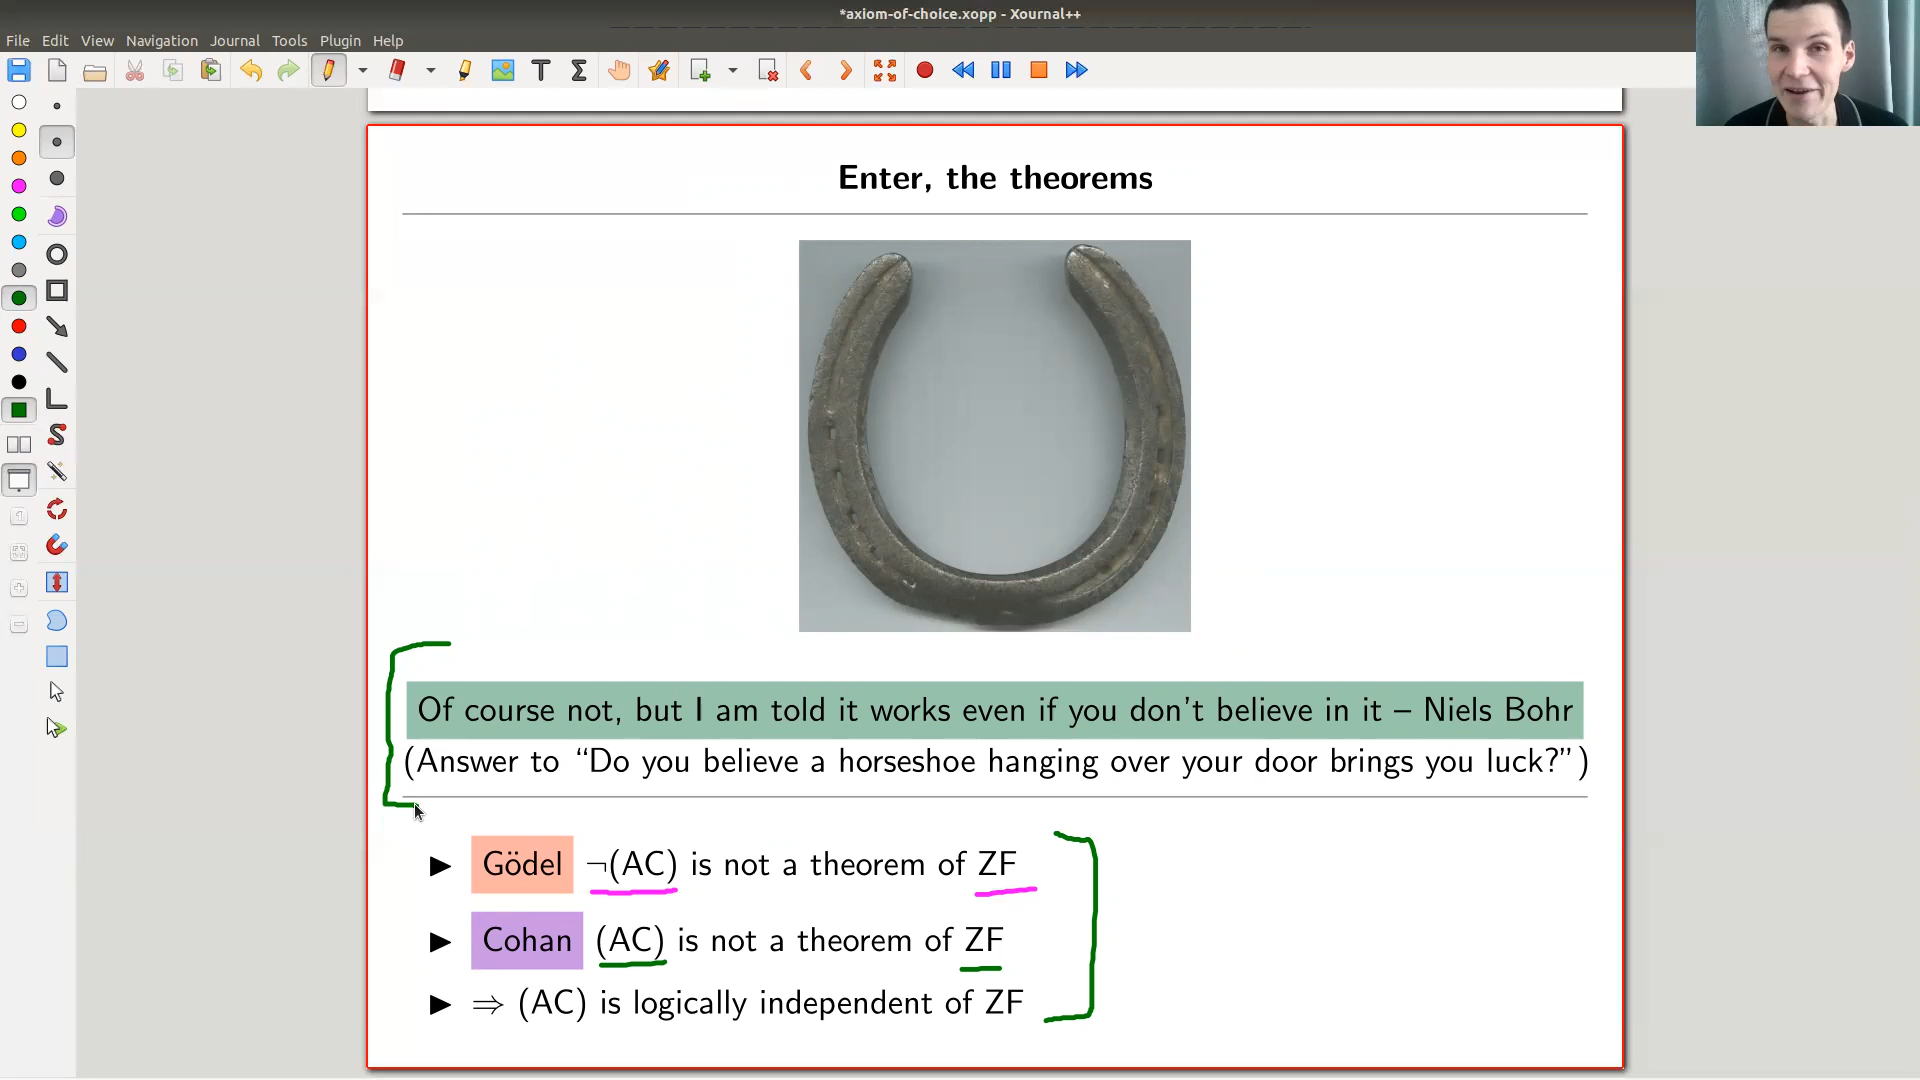 *axiom-of-choice.xopp - Xournal++
File Edit View Navigation Journal Tools Plugin Help
Enter, the theorems
Of course not, but I am told it works even if you don't believe in it – Niels Bohr
(Answer to “Do you believe a horseshoe hanging over your door brings you luck?”)
► Gödel ¬(AC) is not a theorem of ZF
► Cohan (AC) is not a theorem of ZF
► ⇒ (AC) is logically independent of ZF